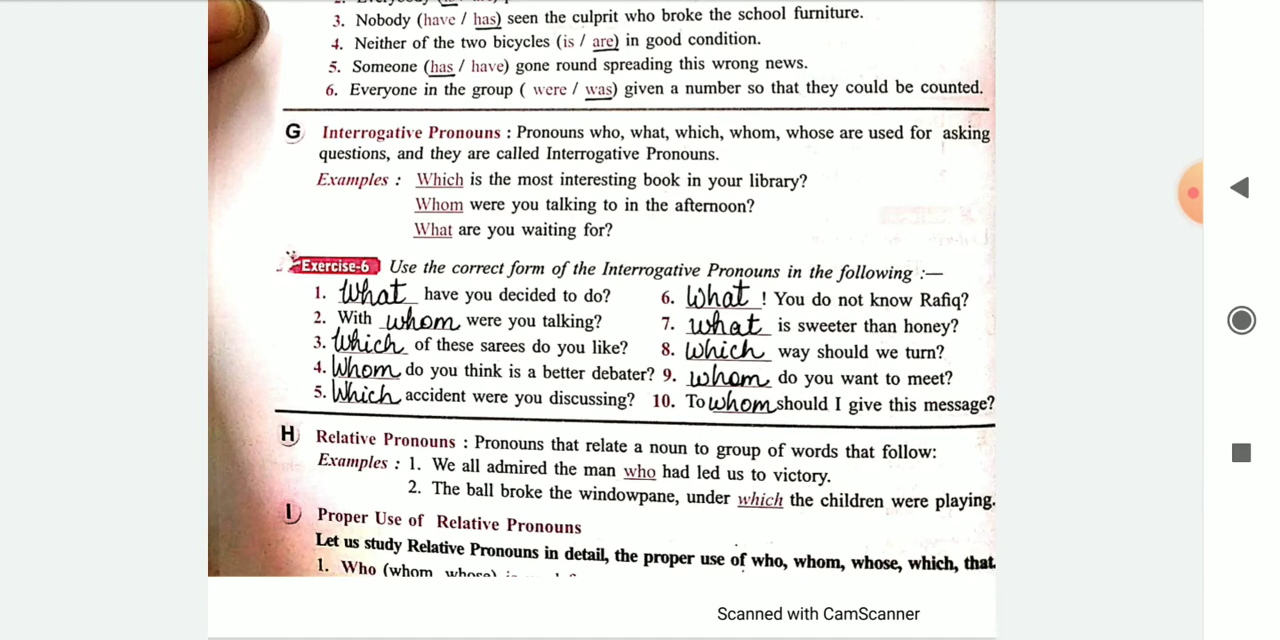 3. Nobody (have / has) seen the culprit who broke the school furniture.
4. Neither of the two bicycles (is / are) in good condition.
5. Someone (has / have) gone round spreading this wrong news.
6. Everyone in the group ( were / was) given a number so that they could be counted.
G Interrogative Pronouns : Pronouns who, what, which, whom, whose are used for asking
questions, and they are called Interrogative Pronouns.
Examples : Which is the most interesting book in your library?
Whom were you talking to in the afternoon?
What are you waiting for?
Exercise-6 Use the correct form of the Interrogative Pronouns in the following :—
1. What have you decided to do?
2. With whom were you talking?
3. Which of these sarees do you like?
4. Whom do you think is a better debater?
5. Which accident were you discussing?
6. What ! You do not know Rafiq?
7. what is sweeter than honey?
8. Which way should we turn?
9. whom do you want to meet?
10. To whom should I give this message?
H Relative Pronouns : Pronouns that relate a noun to group of words that follow:
Examples : 1. We all admired the man who had led us to victory.
2. The ball broke the windowpane, under which the children were playing.
I Proper Use of Relative Pronouns
Let us study Relative Pronouns in detail, the proper use of who, whom, whose, which, that.
1. Who (whom whose)
Scanned with CamScanner